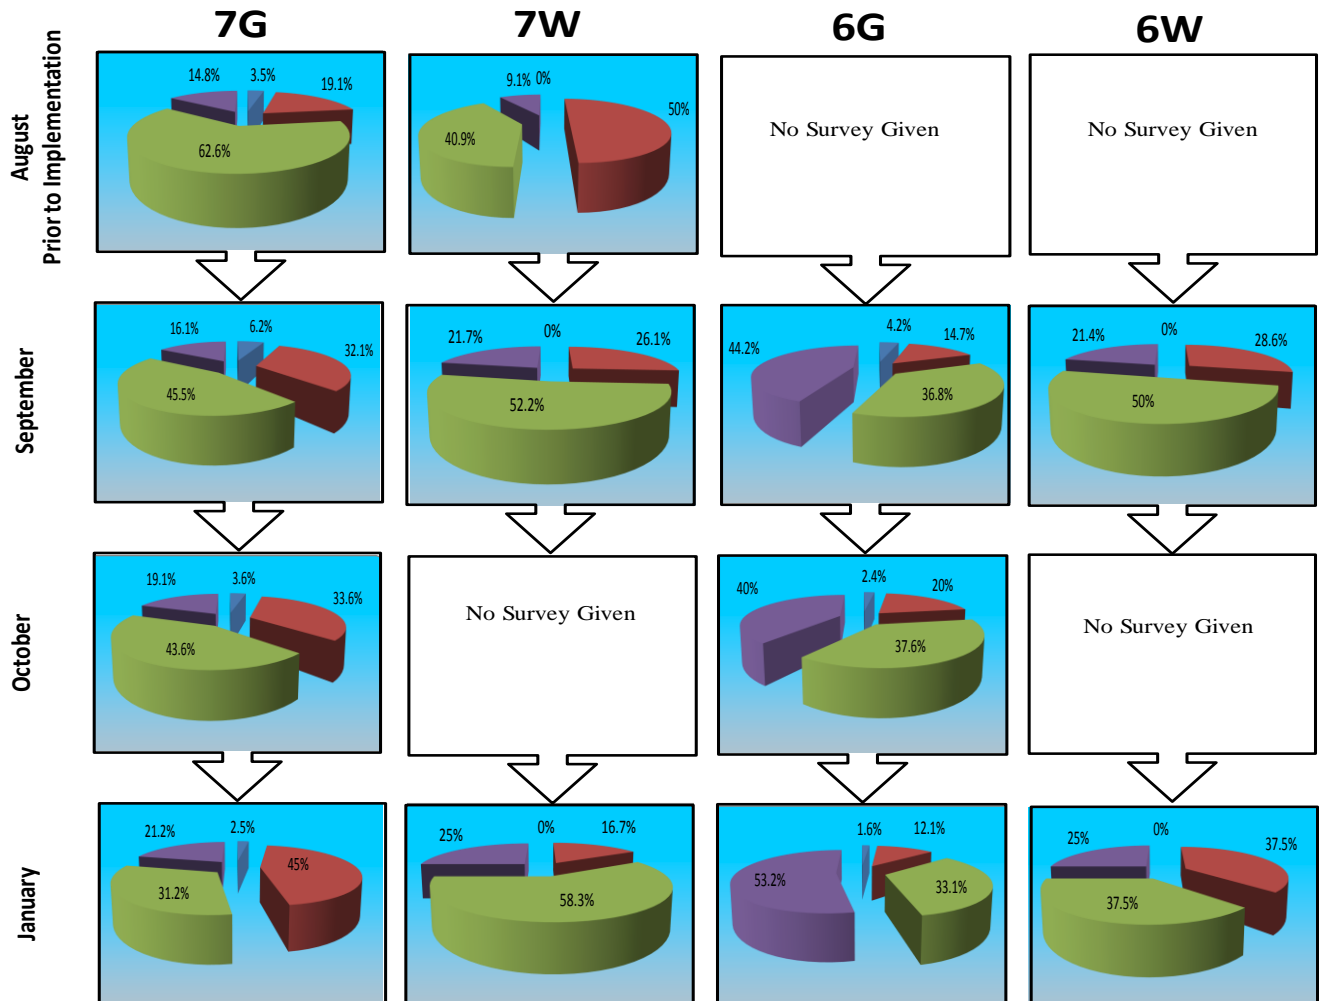 7G 7W 6G 6W
August
Prior to Implementation
14.8% 3.5% 19.1% 62.6%
9.1% 0% 50% 40.9%
No Survey Given
No Survey Given
September
16.1% 6.2% 32.1% 45.5%
21.7% 0% 26.1% 52.2%
44.2% 4.2% 14.7% 36.8%
21.4% 0% 28.6% 50%
October
19.1% 3.6% 33.6% 43.6%
No Survey Given
40% 2.4% 20% 37.6%
No Survey Given
January
21.2% 2.5% 45% 31.2%
25% 0% 16.7% 58.3%
53.2% 1.6% 12.1% 33.1%
25% 0% 37.5% 37.5%